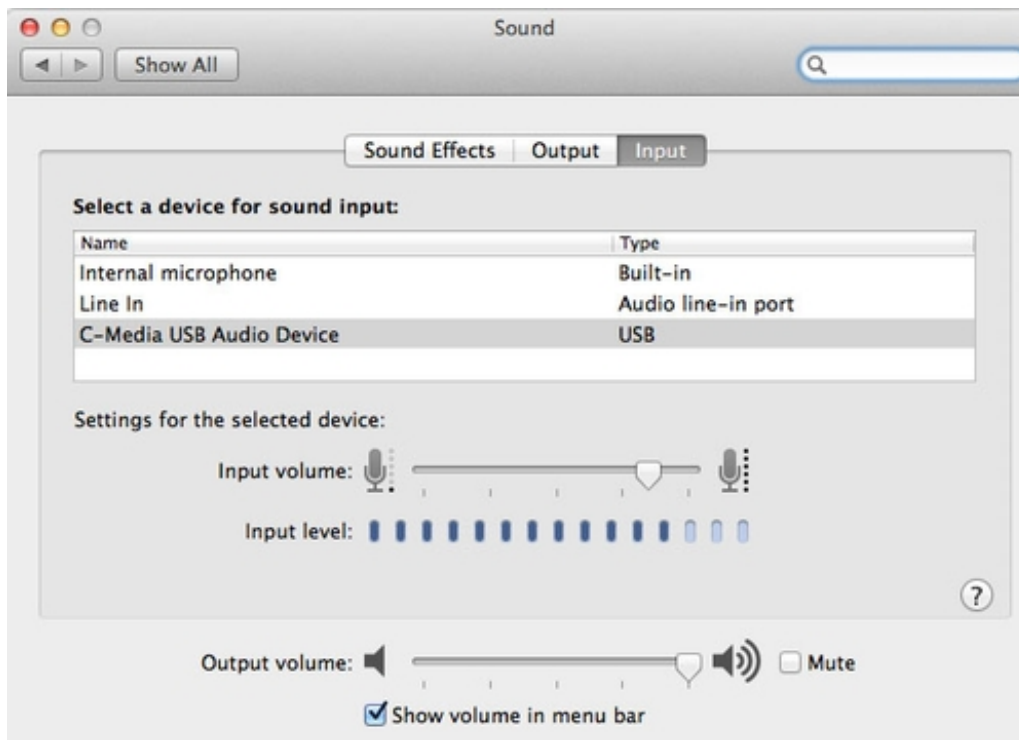 Sound
Show All
Sound Effects Output Input
Select a device for sound input:
Name Type
Internal microphone Built-in
Line In Audio line-in port
C-Media USB Audio Device USB
Settings for the selected device:
Input volume:
Input level:
?
Output volume: Mute
Show volume in menu bar